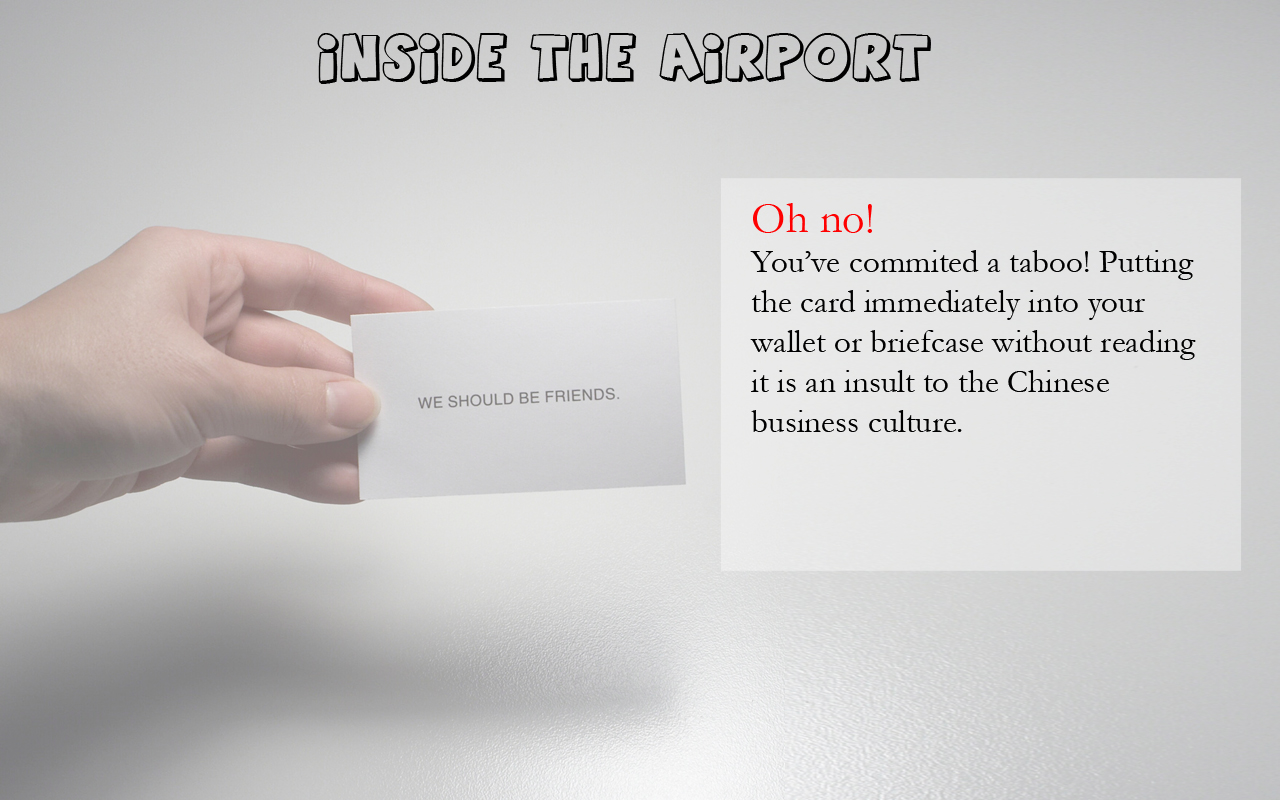 INSIDE THE AIRPORT
Oh no!
You've commited a taboo! Putting
the card immediately into your
wallet or briefcase without reading
it is an insult to the Chinese
business culture.
WE SHOULD BE FRIENDS.